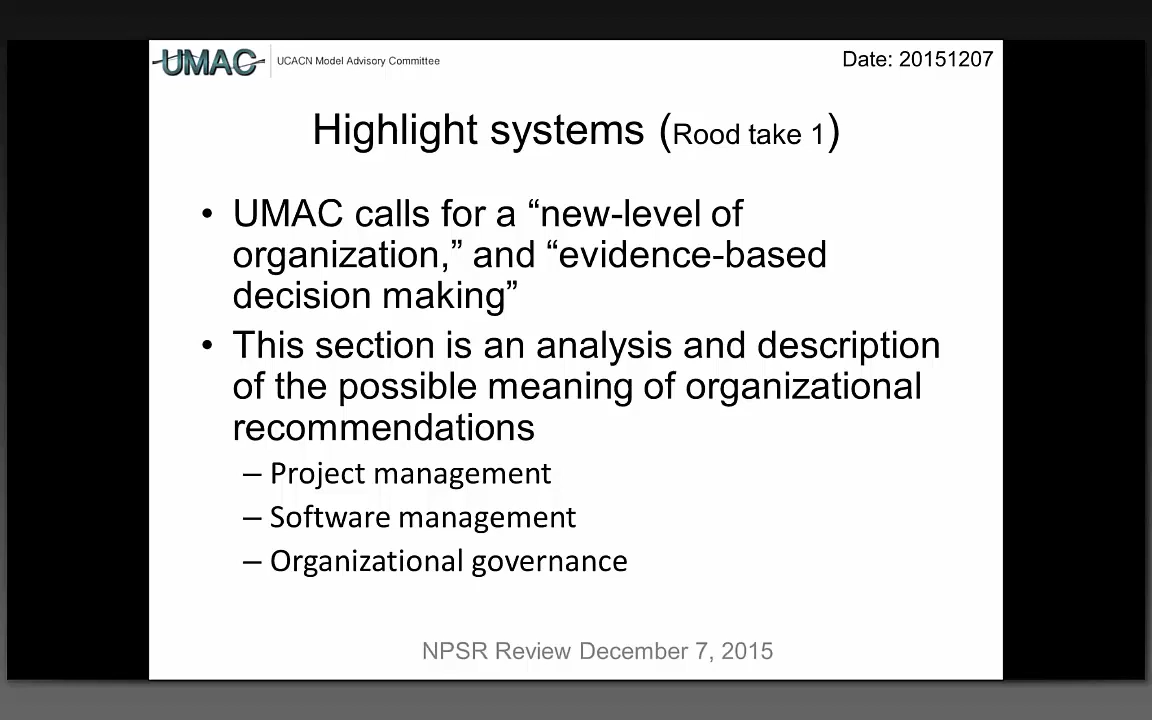 UMAC
UCACN Model Advisory Committee
Date: 20151207
Highlight systems (Rood take 1)
• UMAC calls for a “new-level of
organization,” and “evidence-based
decision making”
• This section is an analysis and description
of the possible meaning of organizational
recommendations
– Project management
– Software management
– Organizational governance
NPSR Review December 7, 2015